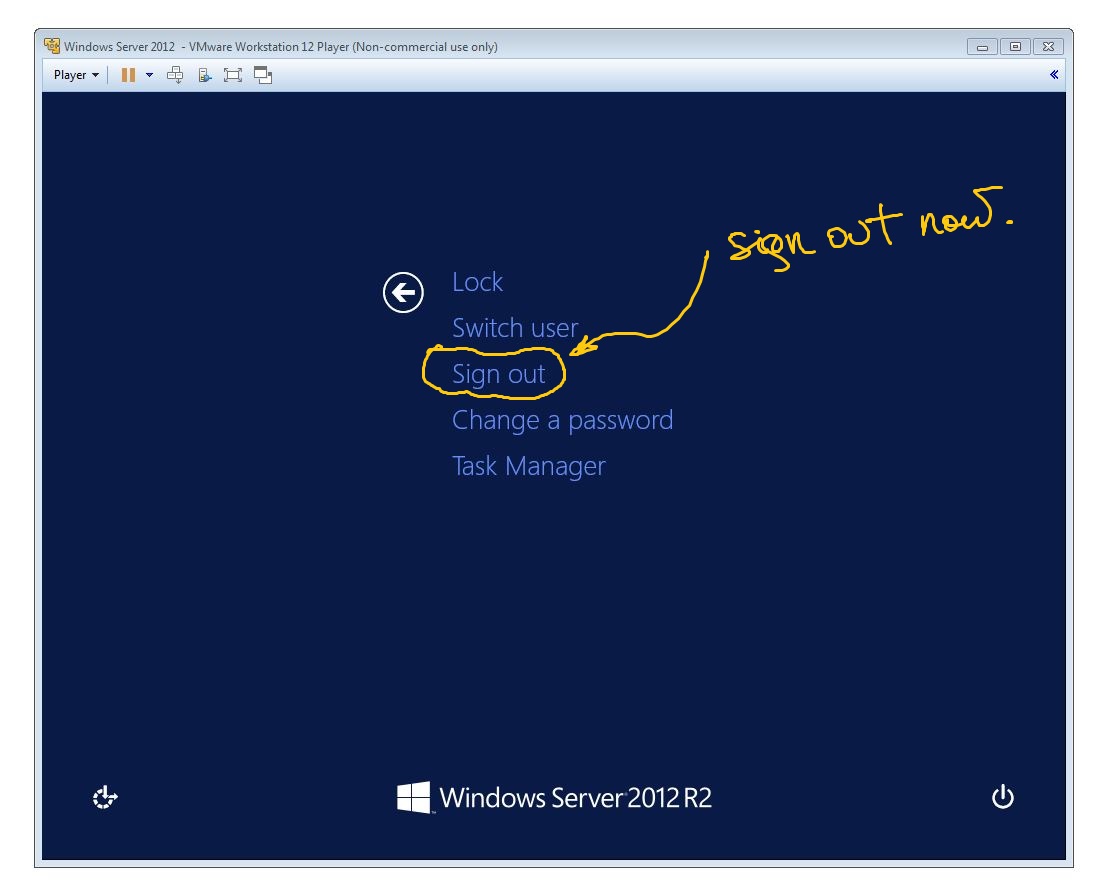 Windows Server 2012 - VMware Workstation 12 Player (Non-commercial use only)
Player
sign out now.
Lock
Switch user
Sign out
Change a password
Task Manager
Windows Server 2012 R2